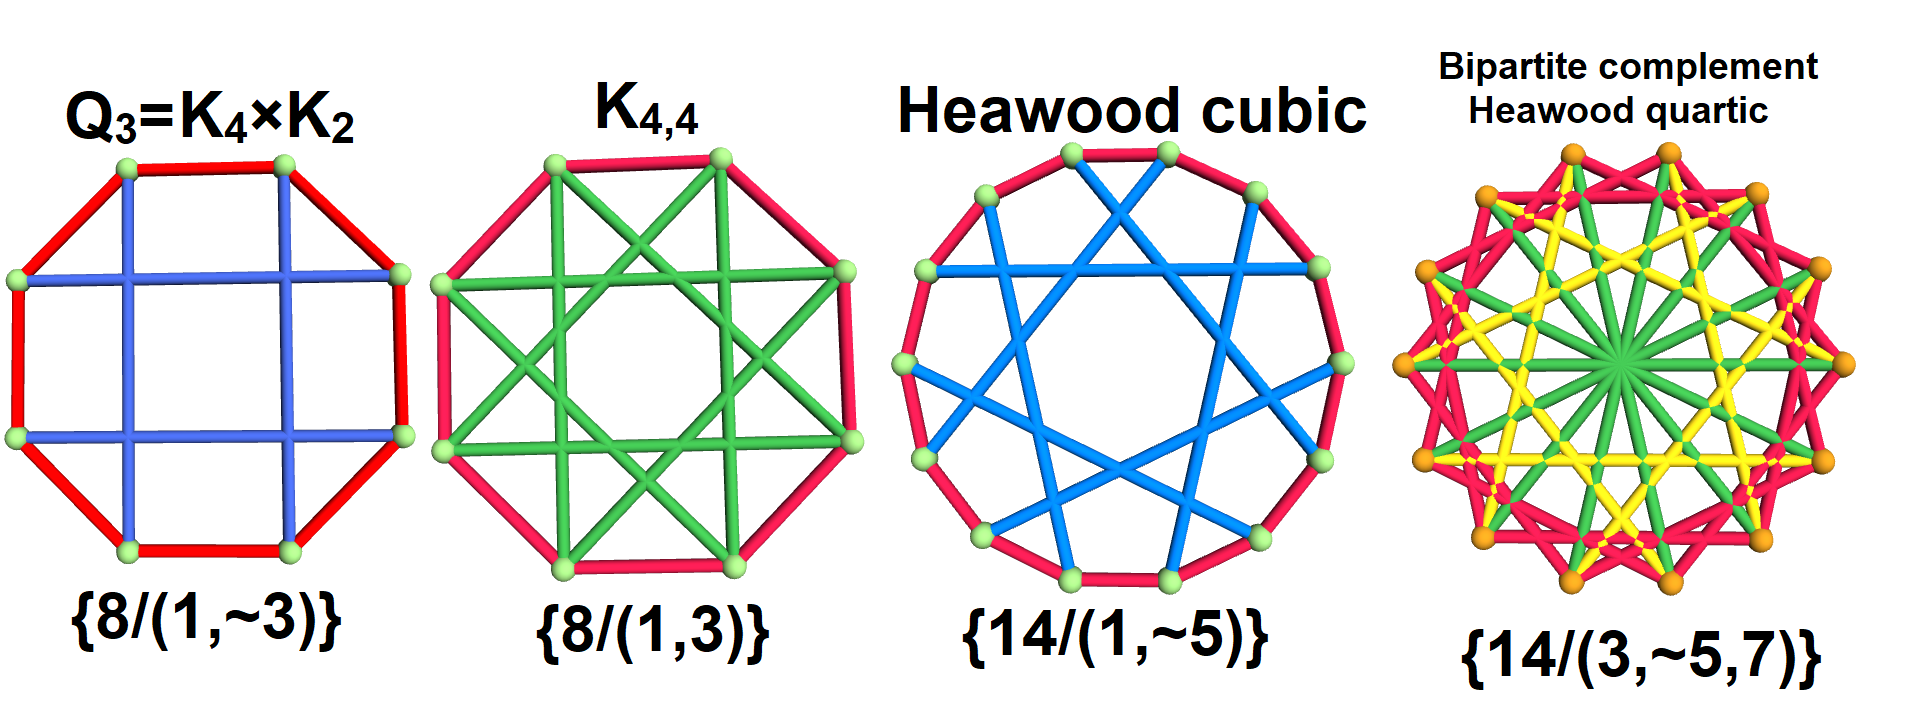 Q₃=K₄×K₂
{8/(1,~3)}
K₄,₄
{8/(1,3)}
Heawood cubic
{14/(1,~5)}
Bipartite complement
Heawood quartic
{14/(3,~5,7)}